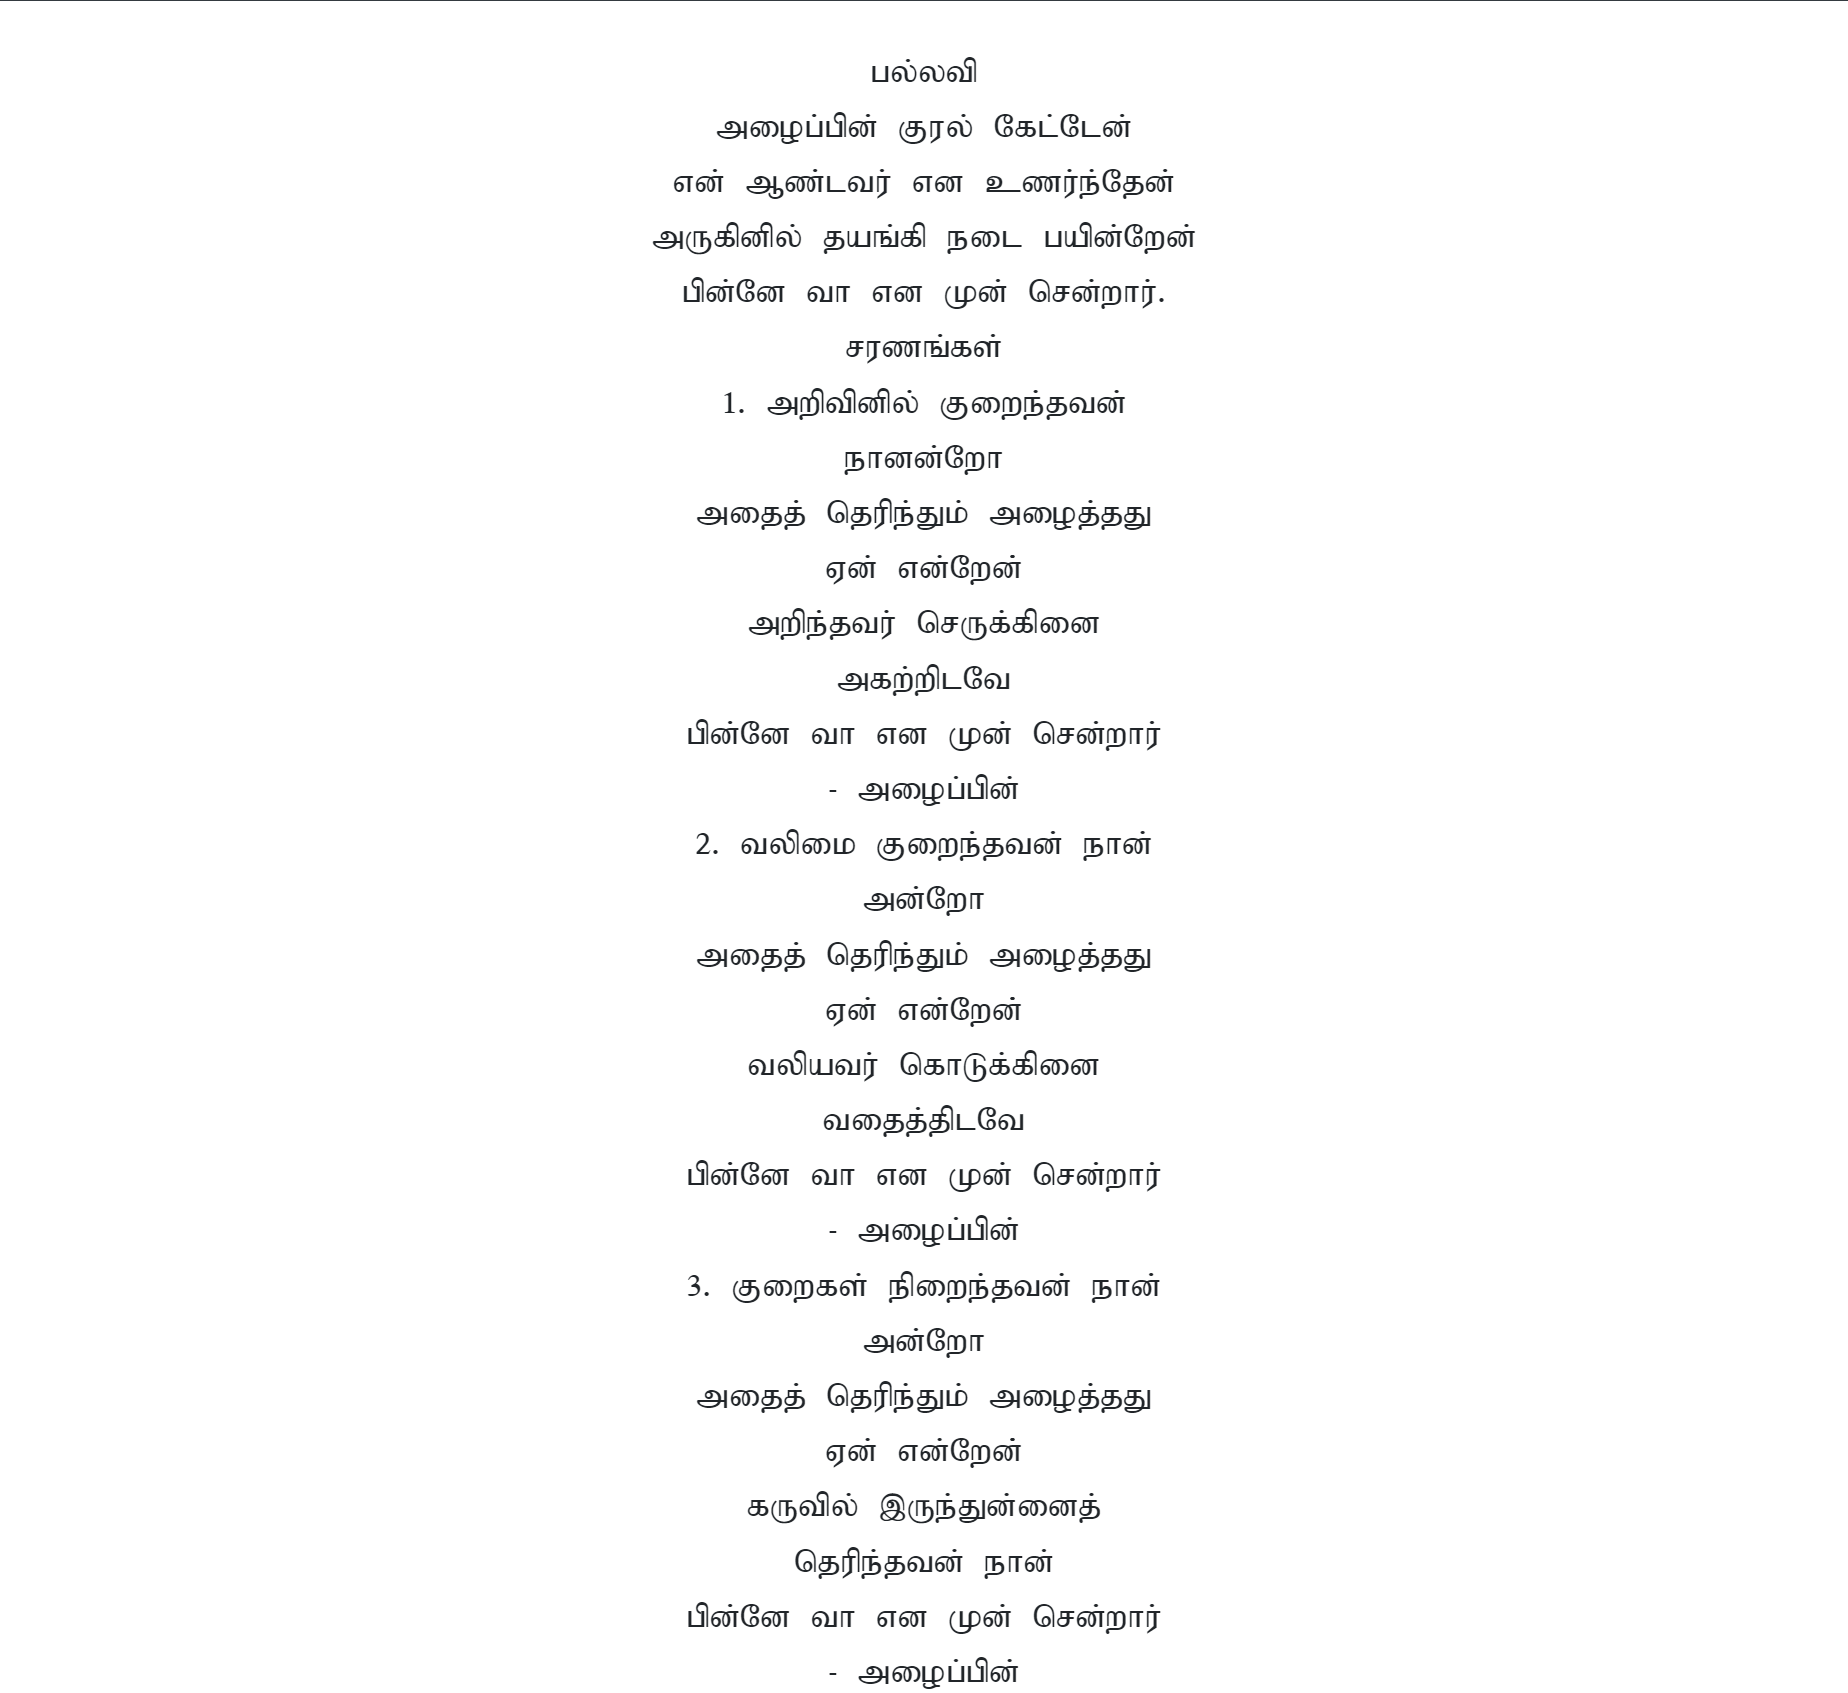 பல்லவி
அழைப்பின் குரல் கேட்டேன்
என் ஆண்டவர் என உணர்ந்தேன்
அருகினில் தயங்கி நடை பயின்றேன்
பின்னே வா என முன் சென்றார்.
சரணங்கள்
1. அறிவினில் குறைந்தவன்
நானன்றோ
அதைத் தெரிந்தும் அழைத்தது
ஏன் என்றேன்
அறிந்தவர் செருக்கினை
அகற்றிடவே
பின்னே வா என முன் சென்றார்
- அழைப்பின்
2. வலிமை குறைந்தவன் நான்
அன்றோ
அதைத் தெரிந்தும் அழைத்தது
ஏன் என்றேன்
வலியவர் கொடுக்கினை
வதைத்திடவே
பின்னே வா என முன் சென்றார்
- அழைப்பின்
3. குறைகள் நிறைந்தவன் நான்
அன்றோ
அதைத் தெரிந்தும் அழைத்தது
ஏன் என்றேன்
கருவில் இருந்துன்னைத்
தெரிந்தவன் நான்
பின்னே வா என முன் சென்றார்
- அழைப்பின்